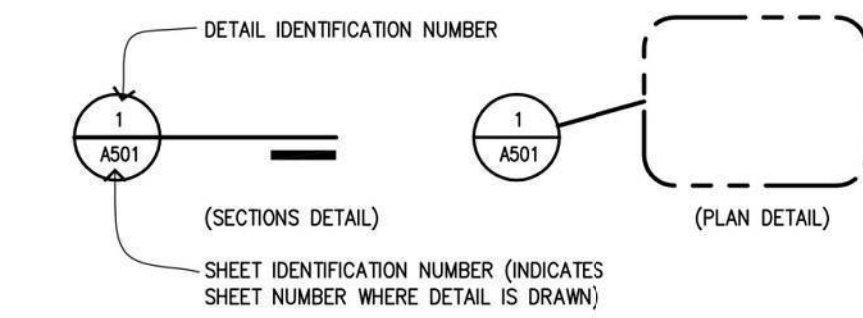 DETAIL IDENTIFICATION NUMBER
1
A501
1
A501
(SECTIONS DETAIL)
(PLAN DETAIL)
SHEET IDENTIFICATION NUMBER (INDICATES
SHEET NUMBER WHERE DETAIL IS DRAWN)